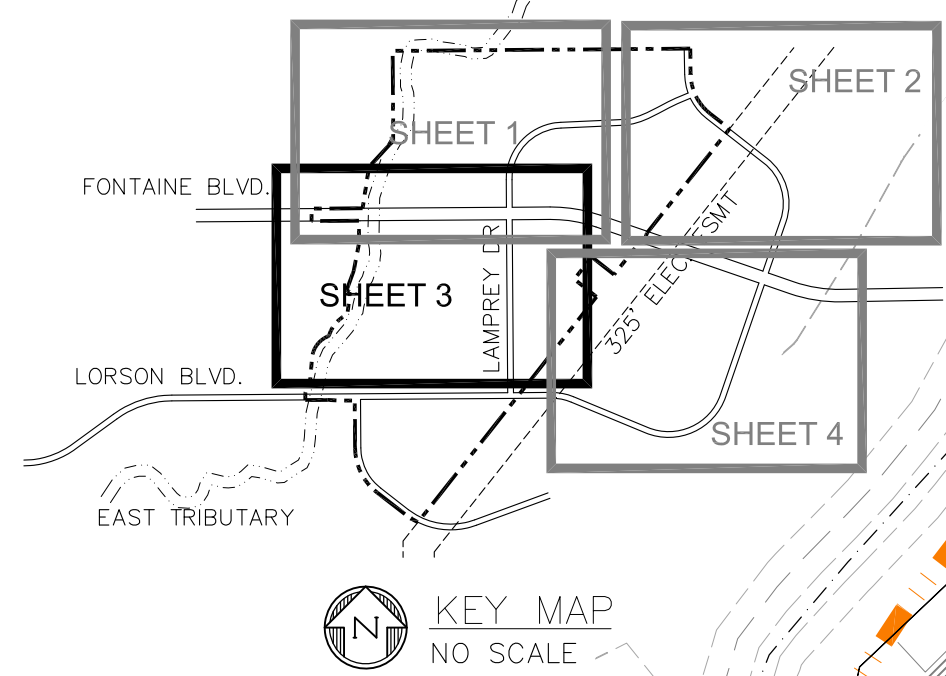 SHEET 2
SHEET 1
FONTAINE BLVD.
LAMPREY DR
325' ELEC ESMT
SHEET 3
LORSON BLVD.
SHEET 4
EAST TRIBUTARY
N
KEY MAP
NO SCALE